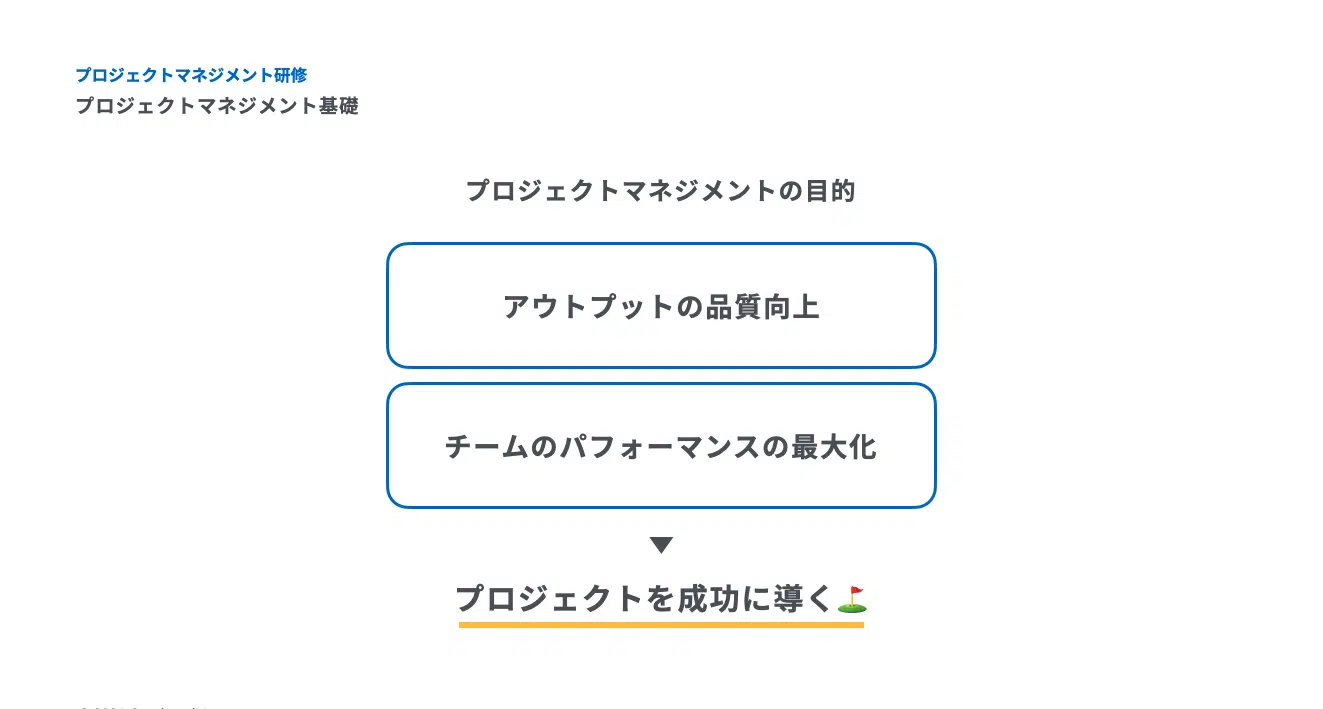 プロジェクトマネジメント研修
プロジェクトマネジメント基礎
プロジェクトマネジメントの目的
アウトプットの品質向上
チームのパフォーマンスの最大化
▼
プロジェクトを成功に導く⛳